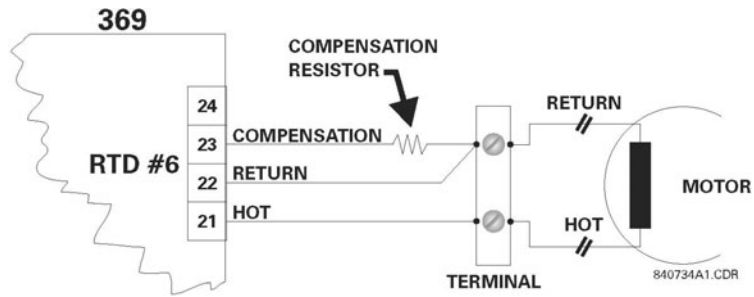 369
COMPENSATION
RESISTOR
24
23 COMPENSATION
RTD #6
22 RETURN
21 HOT
RETURN
MOTOR
HOT
TERMINAL
840734A1.CDR